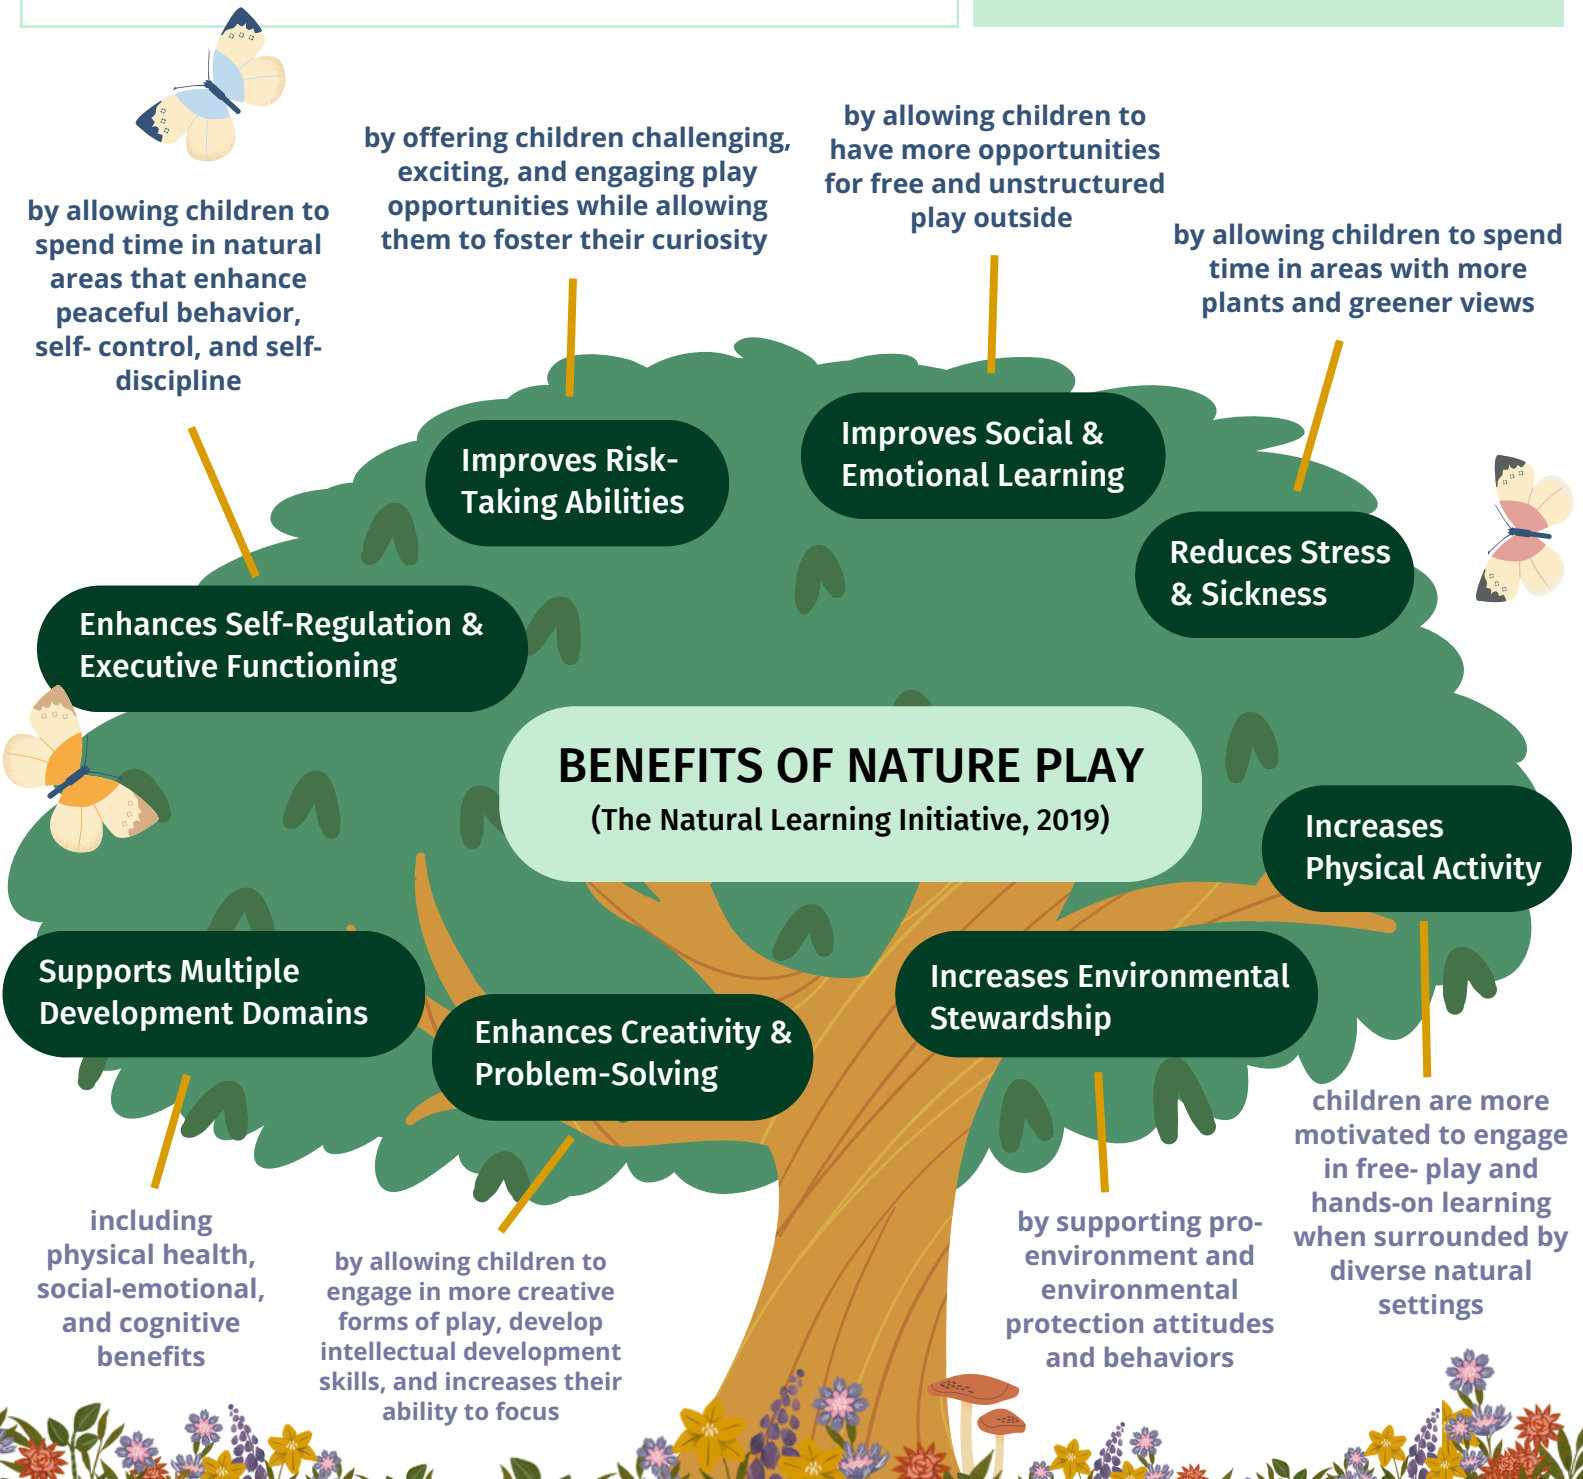 by allowing children to
spend time in natural
areas that enhance
peaceful behavior,
self- control, and self-
discipline
by offering children challenging,
exciting, and engaging play
opportunities while allowing
them to foster their curiosity
by allowing children to
have more opportunities
for free and unstructured
play outside
by allowing children to spend
time in areas with more
plants and greener views
Improves Risk-
Taking Abilities
Improves Social &
Emotional Learning
Reduces Stress
& Sickness
Enhances Self-Regulation &
Executive Functioning
BENEFITS OF NATURE PLAY
(The Natural Learning Initiative, 2019)
Increases
Physical Activity
Supports Multiple
Development Domains
Enhances Creativity &
Problem-Solving
Increases Environmental
Stewardship
including
physical health,
social-emotional,
and cognitive
benefits
by allowing children to
engage in more creative
forms of play, develop
intellectual development
skills, and increases their
ability to focus
by supporting pro-
environment and
environmental
protection attitudes
and behaviors
children are more
motivated to engage
in free- play and
hands-on learning
when surrounded by
diverse natural
settings